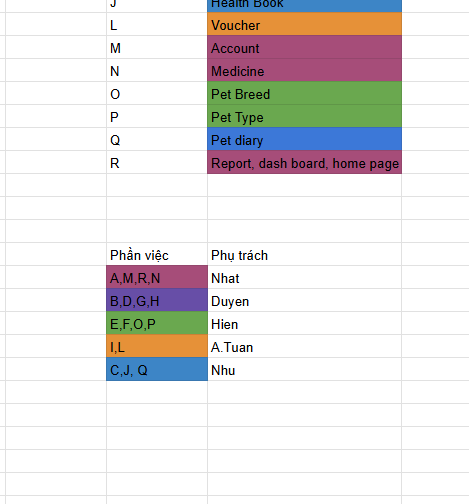 J Health Book
L Voucher
M Account
N Medicine
O Pet Breed
P Pet Type
Q Pet diary
R Report, dash board, home page
Phần việc Phụ trách
A,M,R,N Nhat
B,D,G,H Duyen
E,F,O,P Hien
I,L A.Tuan
C,J, Q Nhu